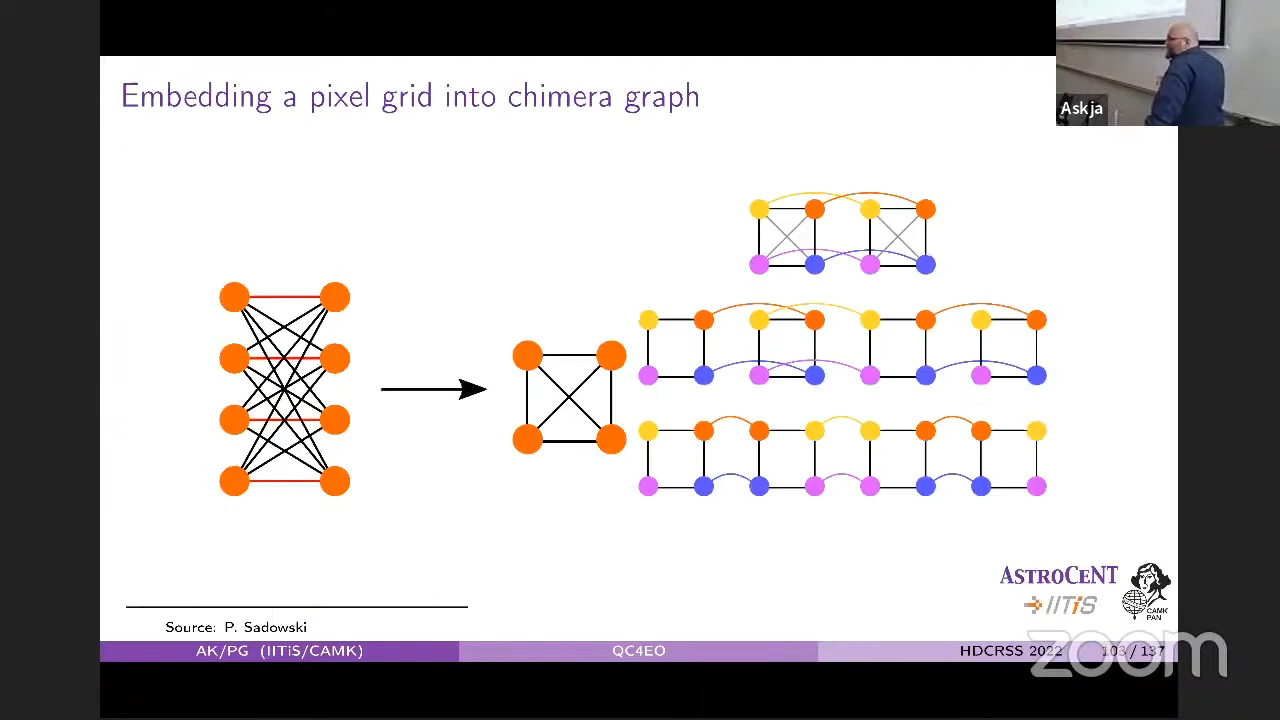 Embedding a pixel grid into chimera graph
Askja
ASTROCENT
IITiS
CAMK
PAN
Source: P. Sadowski
AK/PG (IITiS/CAMK)
QC4EO
HDCRSS 2022
103 / 137
zoom